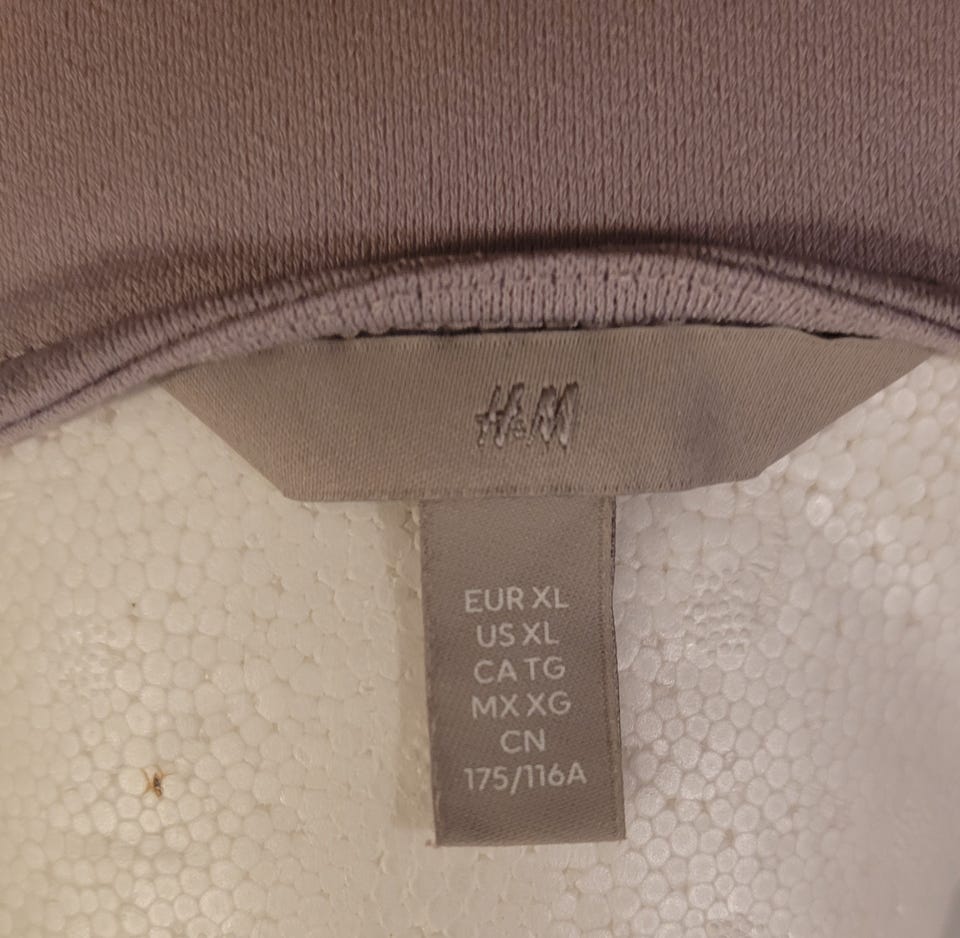 H&M
EUR XL
US XL
CA TG
MX XG
CN
175/116A